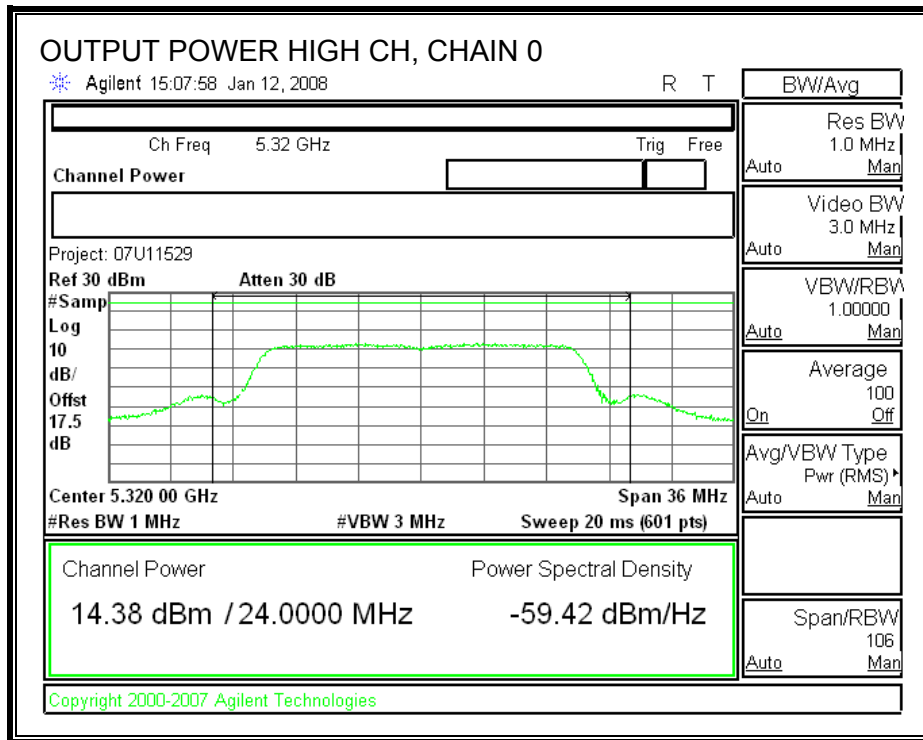 OUTPUT POWER HIGH CH, CHAIN 0
Agilent 15:07:58 Jan 12, 2008 R T
Ch Freq 5.32 GHz Trig Free
Channel Power
Project: 07U11529
Ref 30 dBm Atten 30 dB
#Samp
Log
10
dB/
Offst
17.5
dB
Center 5.320 00 GHz Span 36 MHz
#Res BW 1 MHz #VBW 3 MHz Sweep 20 ms (601 pts)
Channel Power Power Spectral Density
14.38 dBm / 24.0000 MHz -59.42 dBm/Hz
Copyright 2000-2007 Agilent Technologies
BW/Avg
Res BW
1.0 MHz
Auto Man
Video BW
3.0 MHz
Auto Man
VBW/RBW
1.00000
Auto Man
Average
100
On Off
Avg/VBW Type
Pwr (RMS)
Auto Man
Span/RBW
106
Auto Man